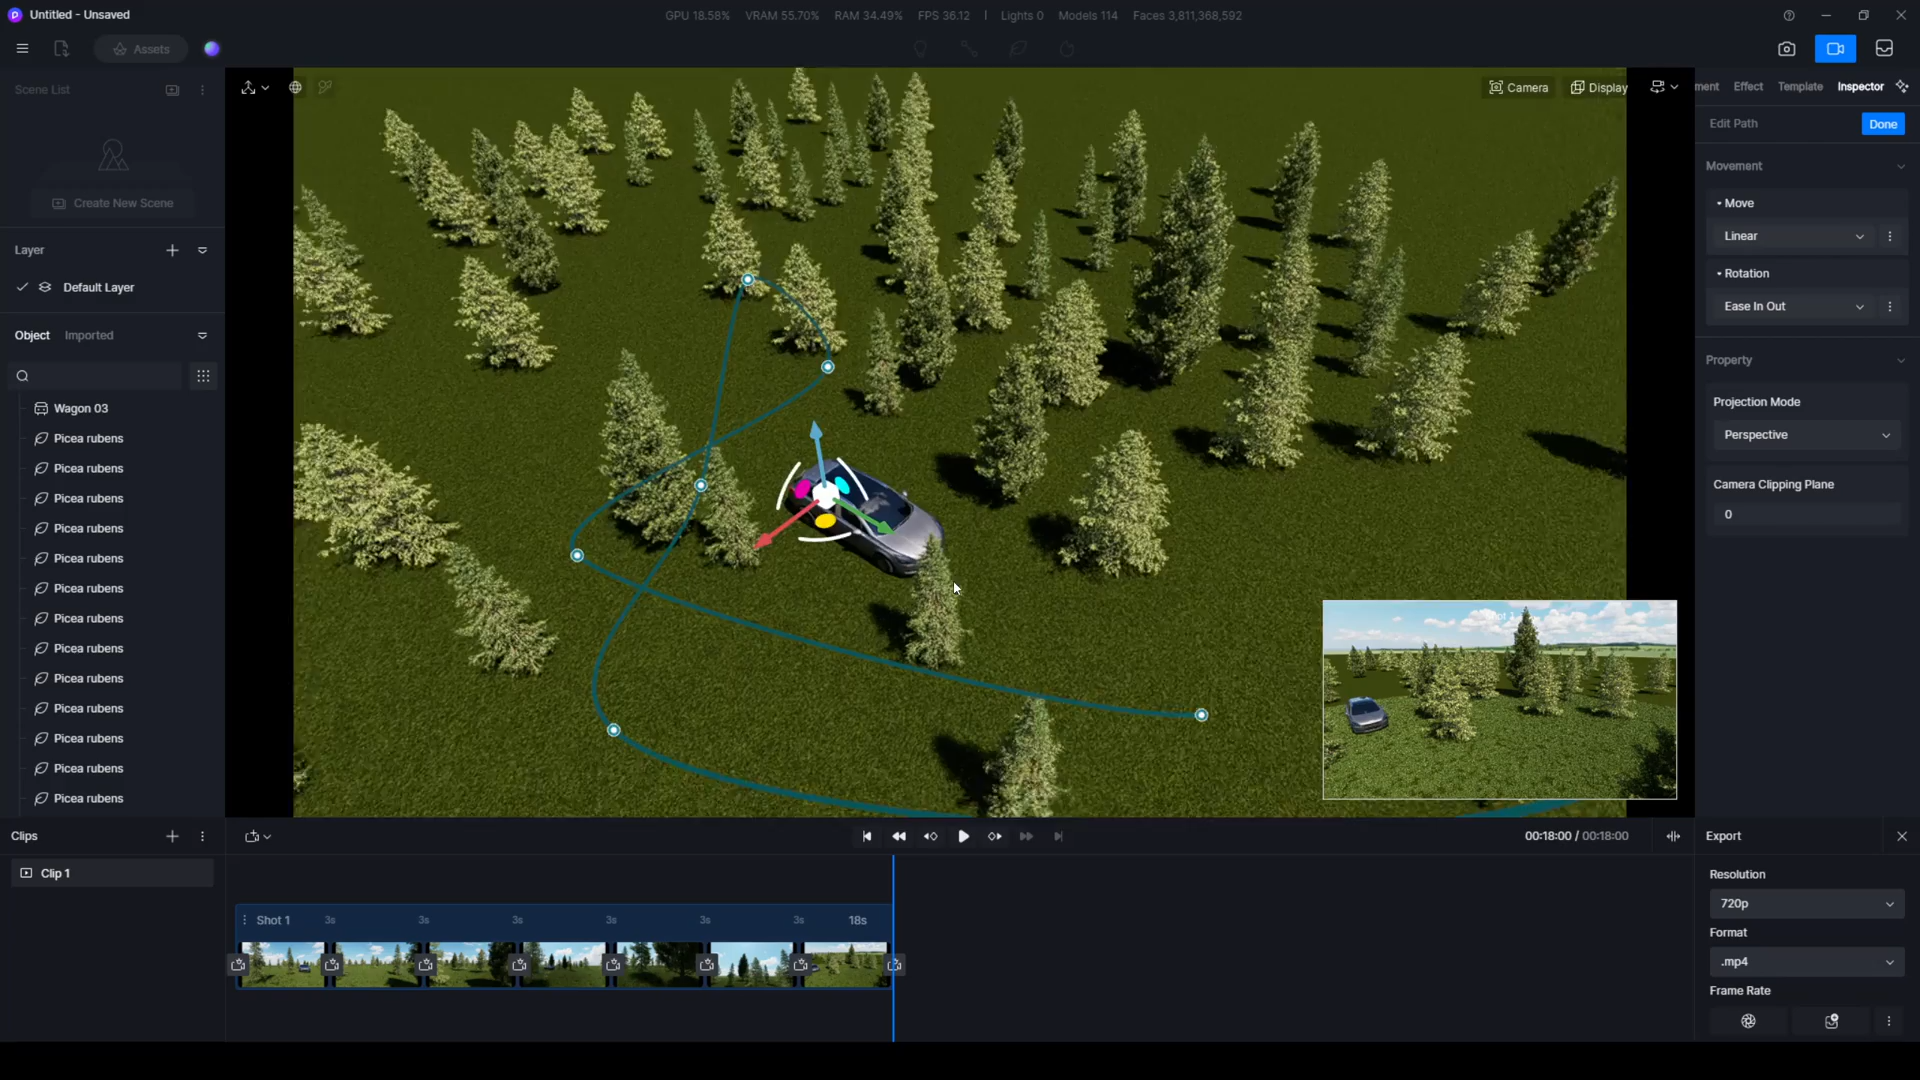 Untitled - Unsaved
GPU 18.58% VRAM 55.70% RAM 34.49% FPS 36.12 | Lights 0 Models 114 Faces 3,811,368,592
Assets
Scene List
Create New Scene
Layer
Default Layer
Object Imported
Wagon 03
Picea rubens
Picea rubens
Picea rubens
Picea rubens
Picea rubens
Picea rubens
Picea rubens
Picea rubens
Picea rubens
Picea rubens
Picea rubens
Picea rubens
Picea rubens
Camera Display
ment Effect Template Inspector
Edit Path Done
Movement
Move
Linear
Rotation
Ease In Out
Property
Projection Mode
Perspective
Camera Clipping Plane
0
Clips
Clip 1
00:18:00 / 00:18:00
Shot 1 3s 3s 3s 3s 3s 3s 18s
Export
Resolution
720p
Format
.mp4
Frame Rate